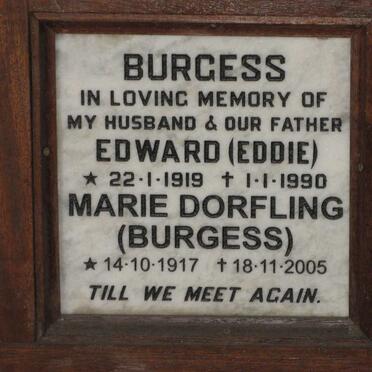 BURGESS
IN LOVING MEMORY OF
MY HUSBAND & OUR FATHER
EDWARD (EDDIE)
★ 22·1·1919 ✝ 1·1·1990
MARIE DORFLING
(BURGESS)
★ 14·10·1917 ✝ 18·11·2005
TILL WE MEET AGAIN.